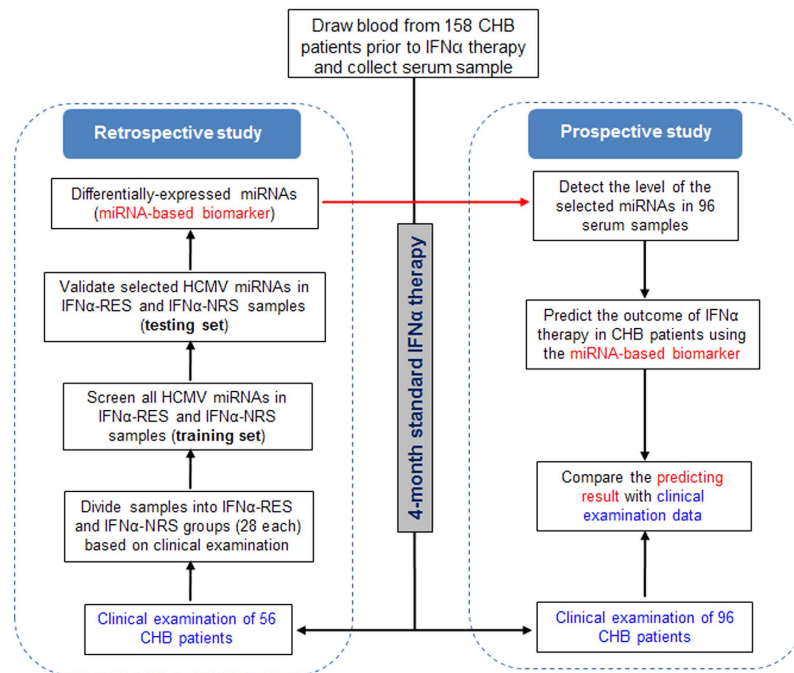 Draw blood from 158 CHB
patients prior to IFNα therapy
and collect serum sample
Retrospective study
Differentially-expressed miRNAs
(miRNA-based biomarker)
Validate selected HCMV miRNAs in
IFNα-RES and IFNα-NRS samples
(testing set)
Screen all HCMV miRNAs in
IFNα-RES and IFNα-NRS
samples (training set)
Divide samples into IFNα-RES
and IFNα-NRS groups (28 each)
based on clinical examination
Clinical examination of 56
CHB patients
4-month standard IFNα therapy
Prospective study
Detect the level of the
selected miRNAs in 96
serum samples
Predict the outcome of IFNα
therapy in CHB patients using
the miRNA-based biomarker
Compare the predicting
result with clinical
examination data
Clinical examination of 96
CHB patients